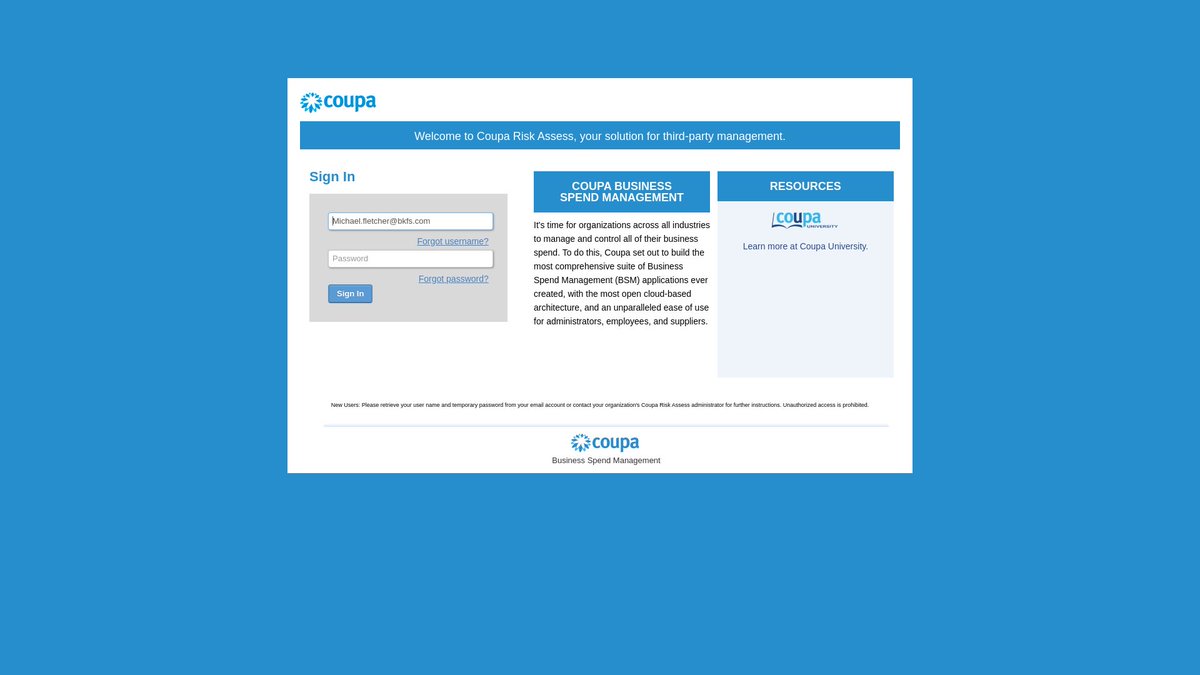 coupa
Welcome to Coupa Risk Assess, your solution for third-party management.
Sign In
Michael.fletcher@bkfs.com
Forgot username?
Password
Forgot password?
Sign In
COUPA BUSINESS
SPEND MANAGEMENT
It's time for organizations across all industries
to manage and control all of their business
spend. To do this, Coupa set out to build the
most comprehensive suite of Business
Spend Management (BSM) applications ever
created, with the most open cloud-based
architecture, and an unparalleled ease of use
for administrators, employees, and suppliers.
RESOURCES
coupa
UNIVERSITY
Learn more at Coupa University.
New Users: Please retrieve your user name and temporary password from your email account or contact your organization's Coupa Risk Assess administrator for further instructions. Unauthorized access is prohibited.
coupa
Business Spend Management